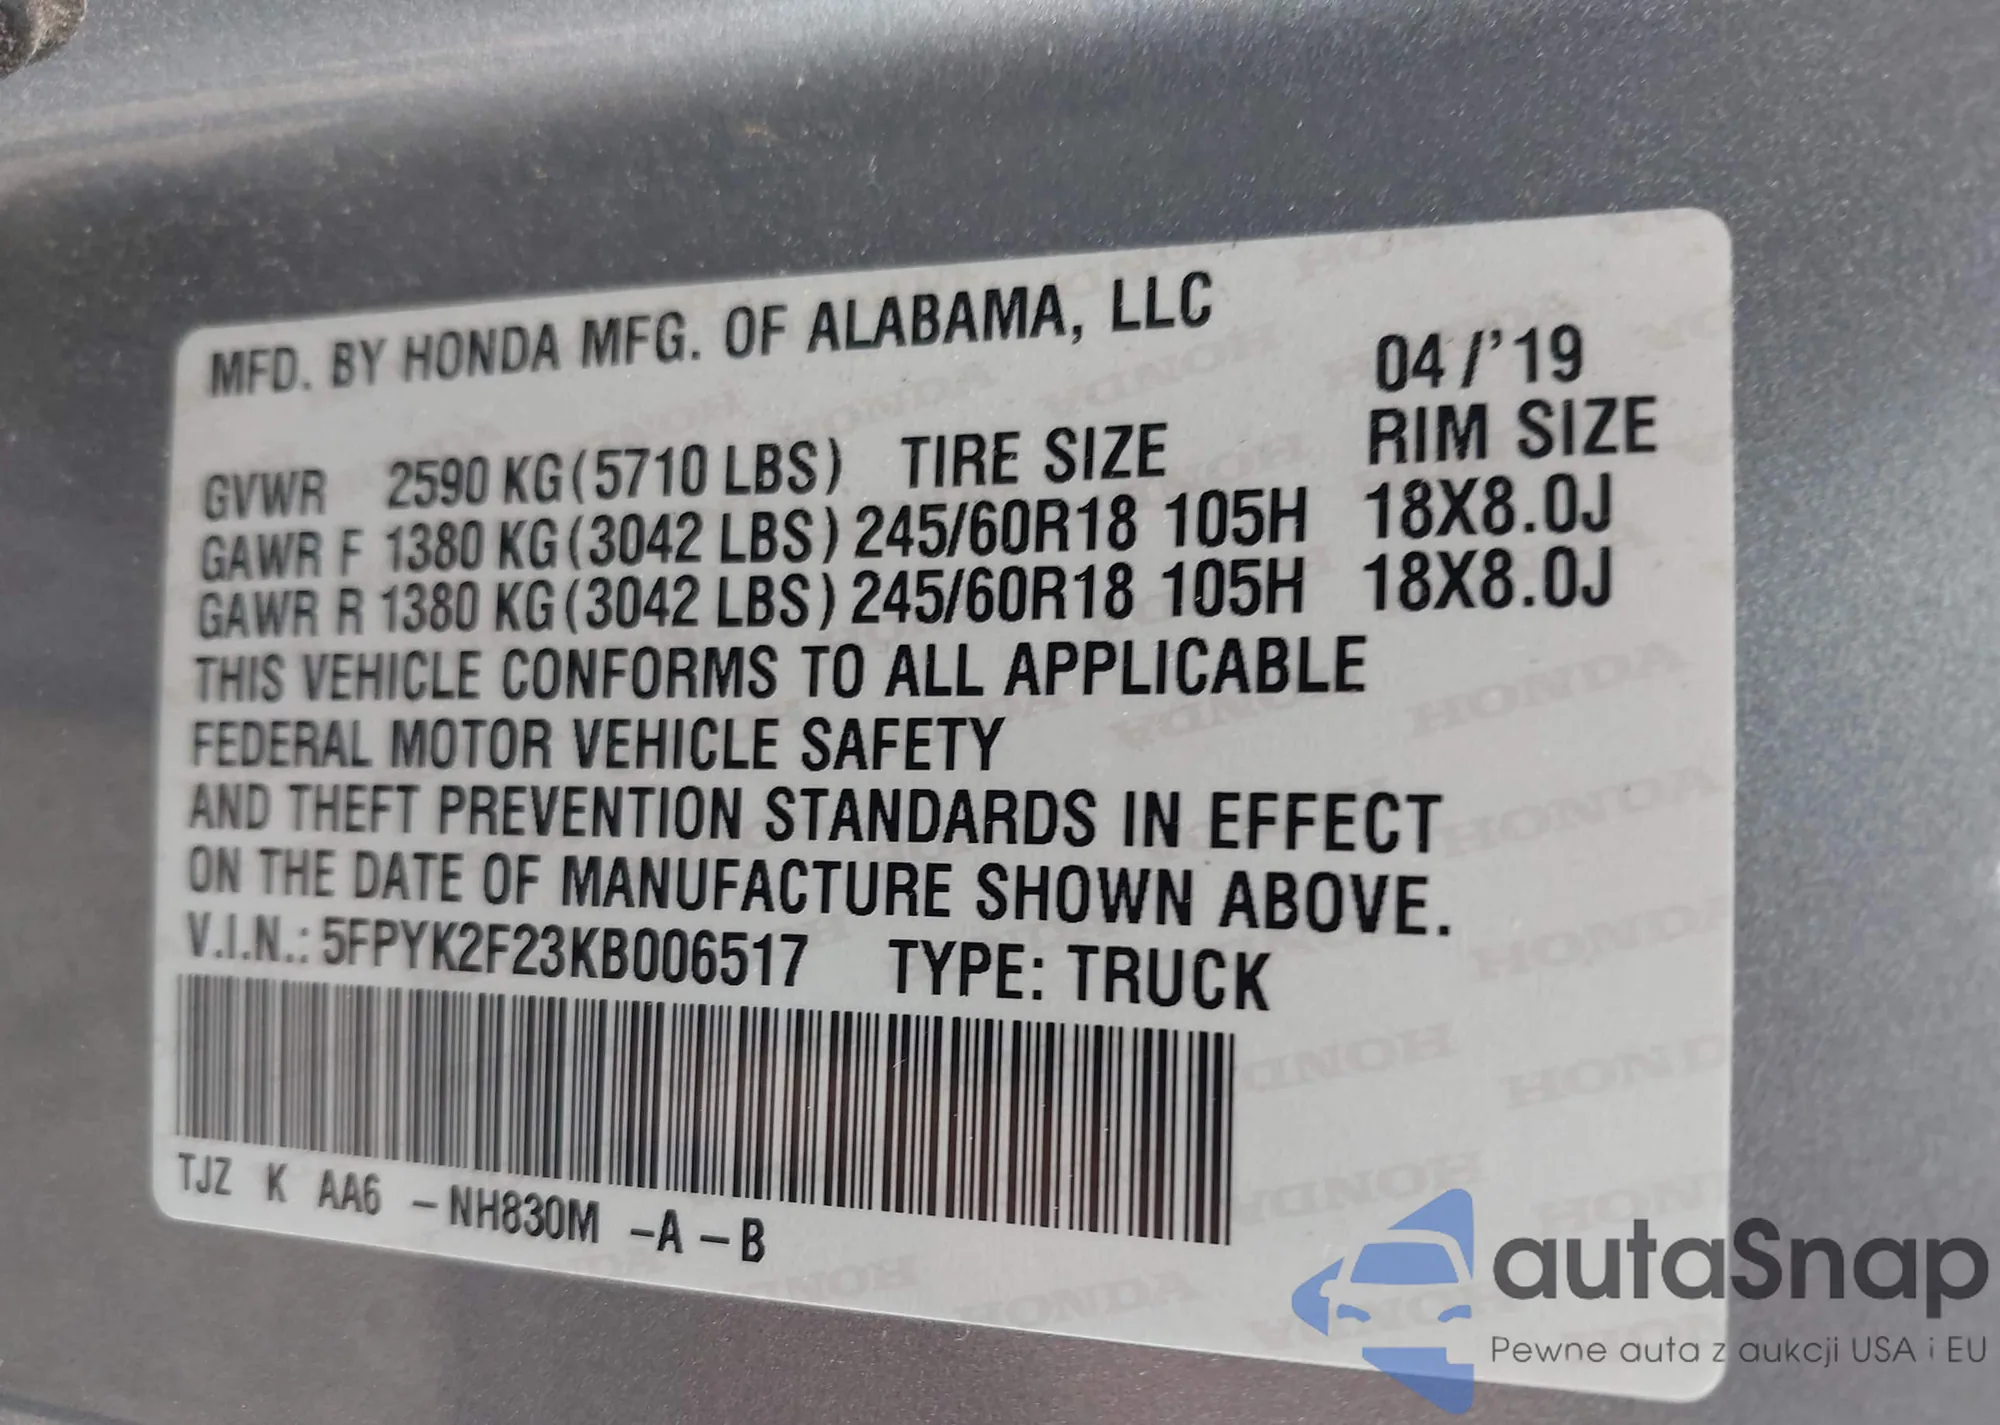 MFD. BY HONDA MFG. OF ALABAMA, LLC
04/'19
GVWR 2590 KG(5710 LBS) TIRE SIZE RIM SIZE
GAWR F 1380 KG(3042 LBS) 245/60R18 105H 18X8.0J
GAWR R 1380 KG(3042 LBS) 245/60R18 105H 18X8.0J
THIS VEHICLE CONFORMS TO ALL APPLICABLE
FEDERAL MOTOR VEHICLE SAFETY
AND THEFT PREVENTION STANDARDS IN EFFECT
ON THE DATE OF MANUFACTURE SHOWN ABOVE.
V.I.N.: 5FPYK2F23KB006517 TYPE: TRUCK
TJZ K AA6 -NH830M -A -B
autaSnap
Pewne auta z aukcji USA i EU